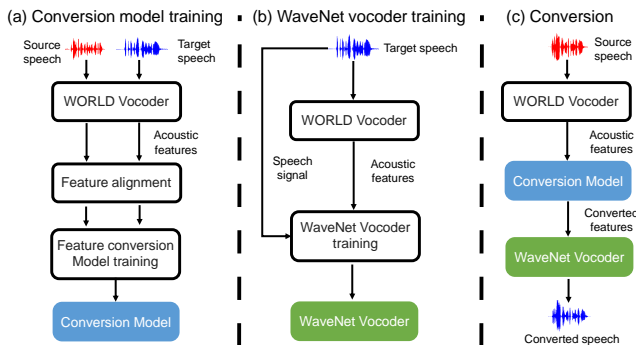 (a) Conversion model training
Source
speech
Target
speech
WORLD Vocoder
Acoustic
features
Feature alignment
Feature conversion
Model training
Conversion Model
(b) WaveNet vocoder training
Target speech
WORLD Vocoder
Speech
signal
Acoustic
features
WaveNet Vocoder
training
WaveNet Vocoder
(c) Conversion
Source
speech
WORLD Vocoder
Acoustic
features
Conversion Model
Converted
features
WaveNet Vocoder
Converted speech